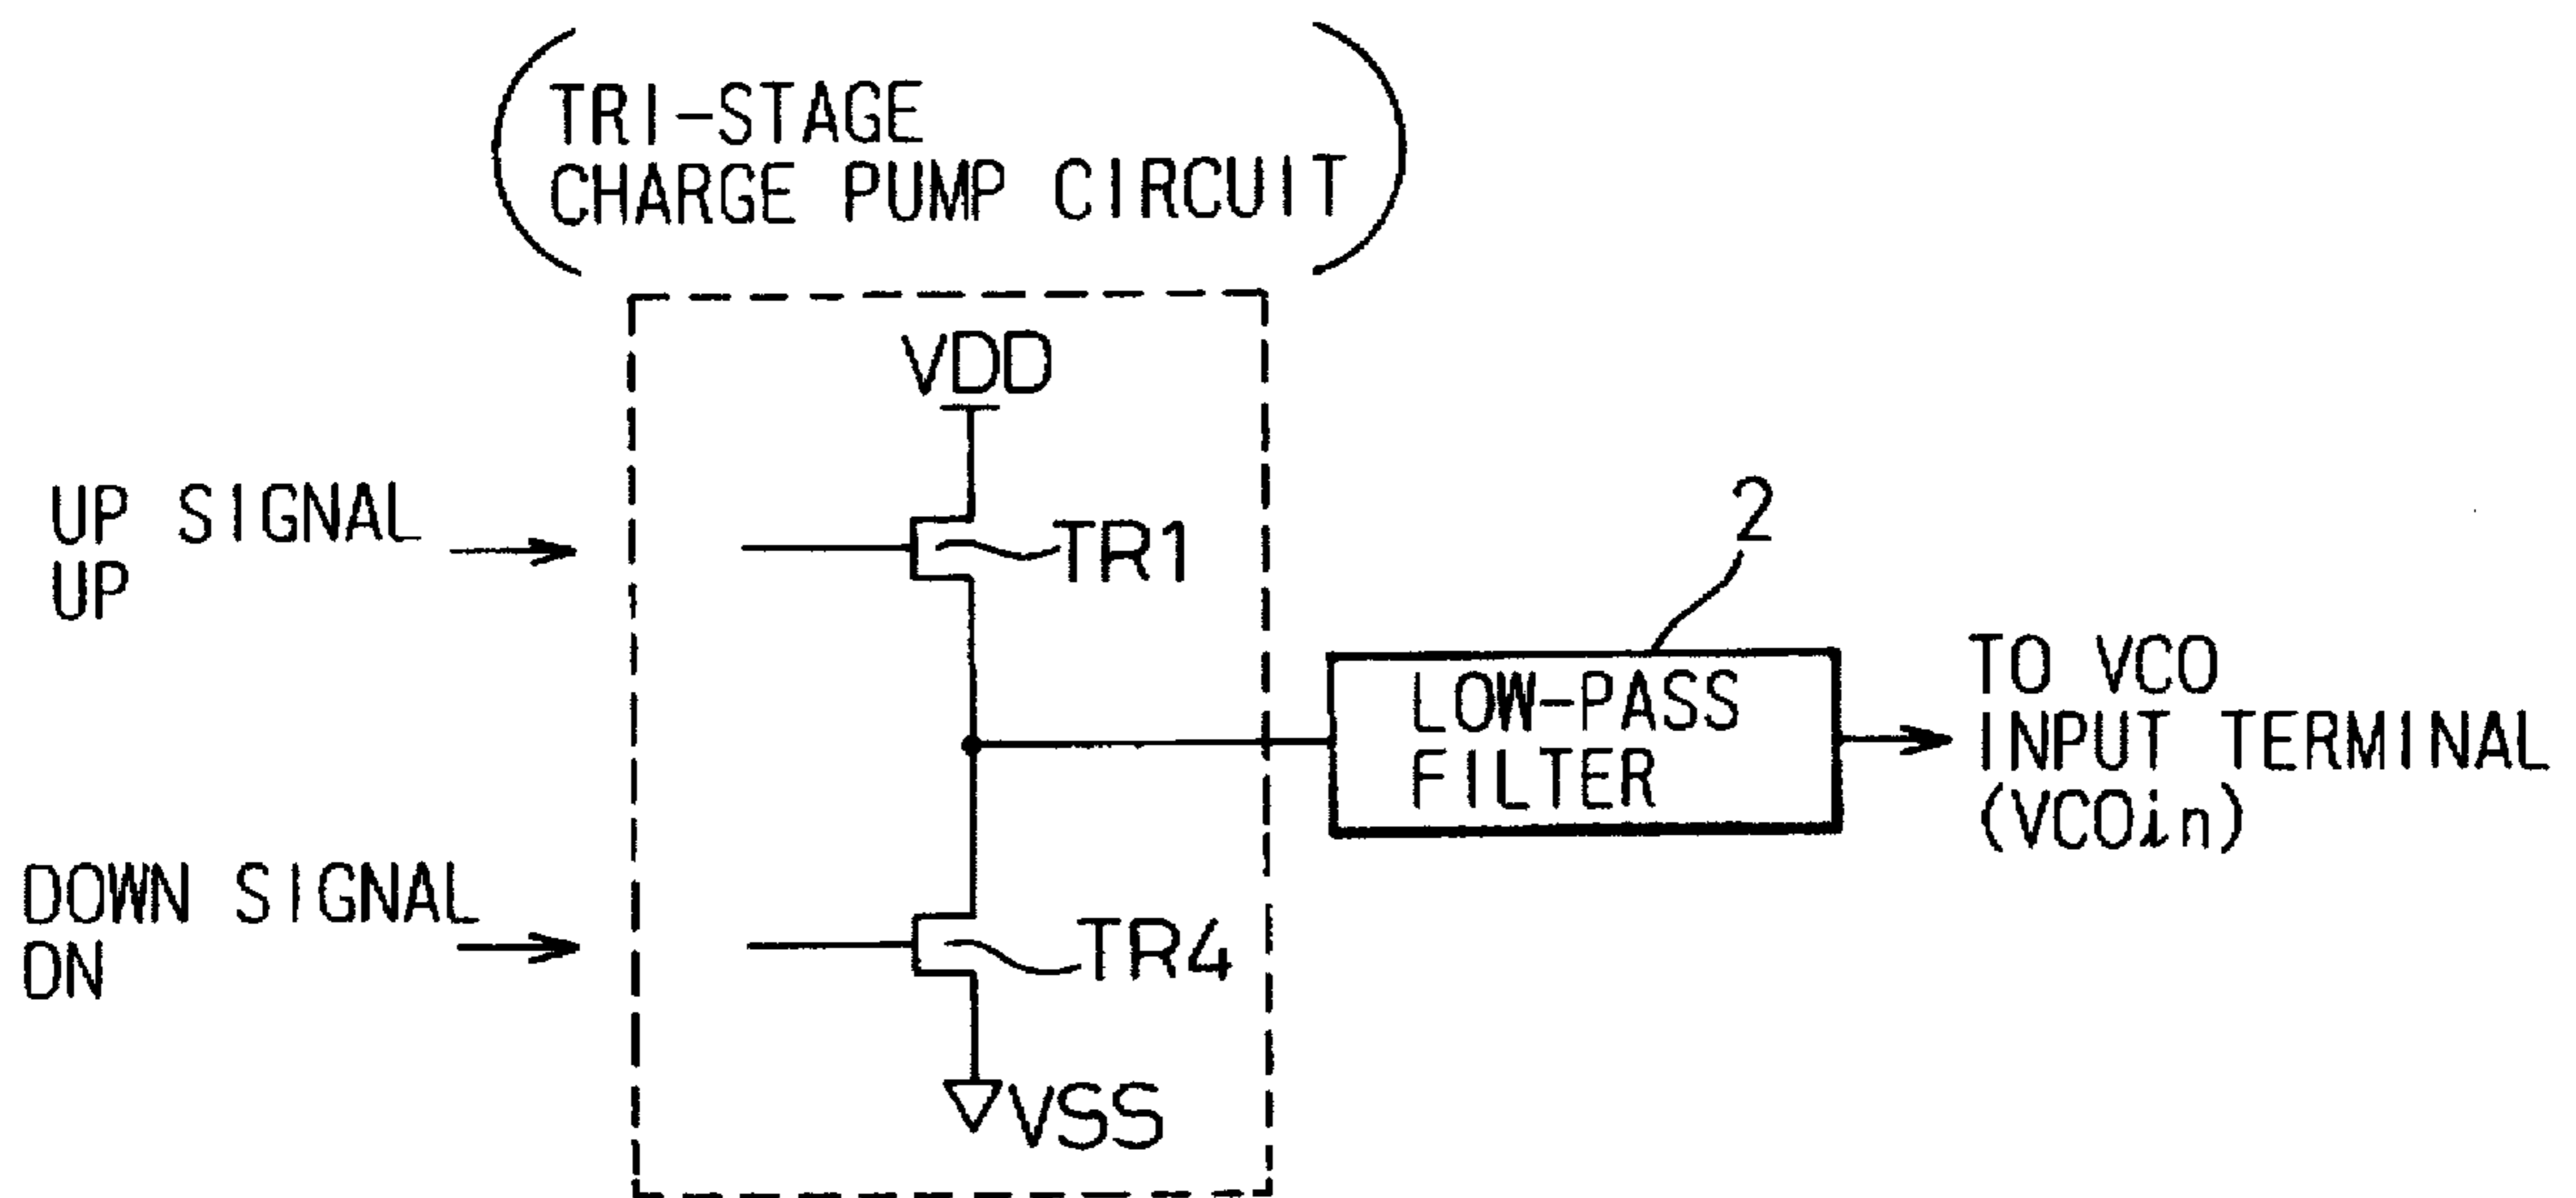 TRI-STAGE
CHARGE PUMP CIRCUIT
VDD
UP SIGNAL
UP
TR1
2
LOW-PASS
FILTER
TO VCO
INPUT TERMINAL
(VCOin)
DOWN SIGNAL
DN
TR4
VSS